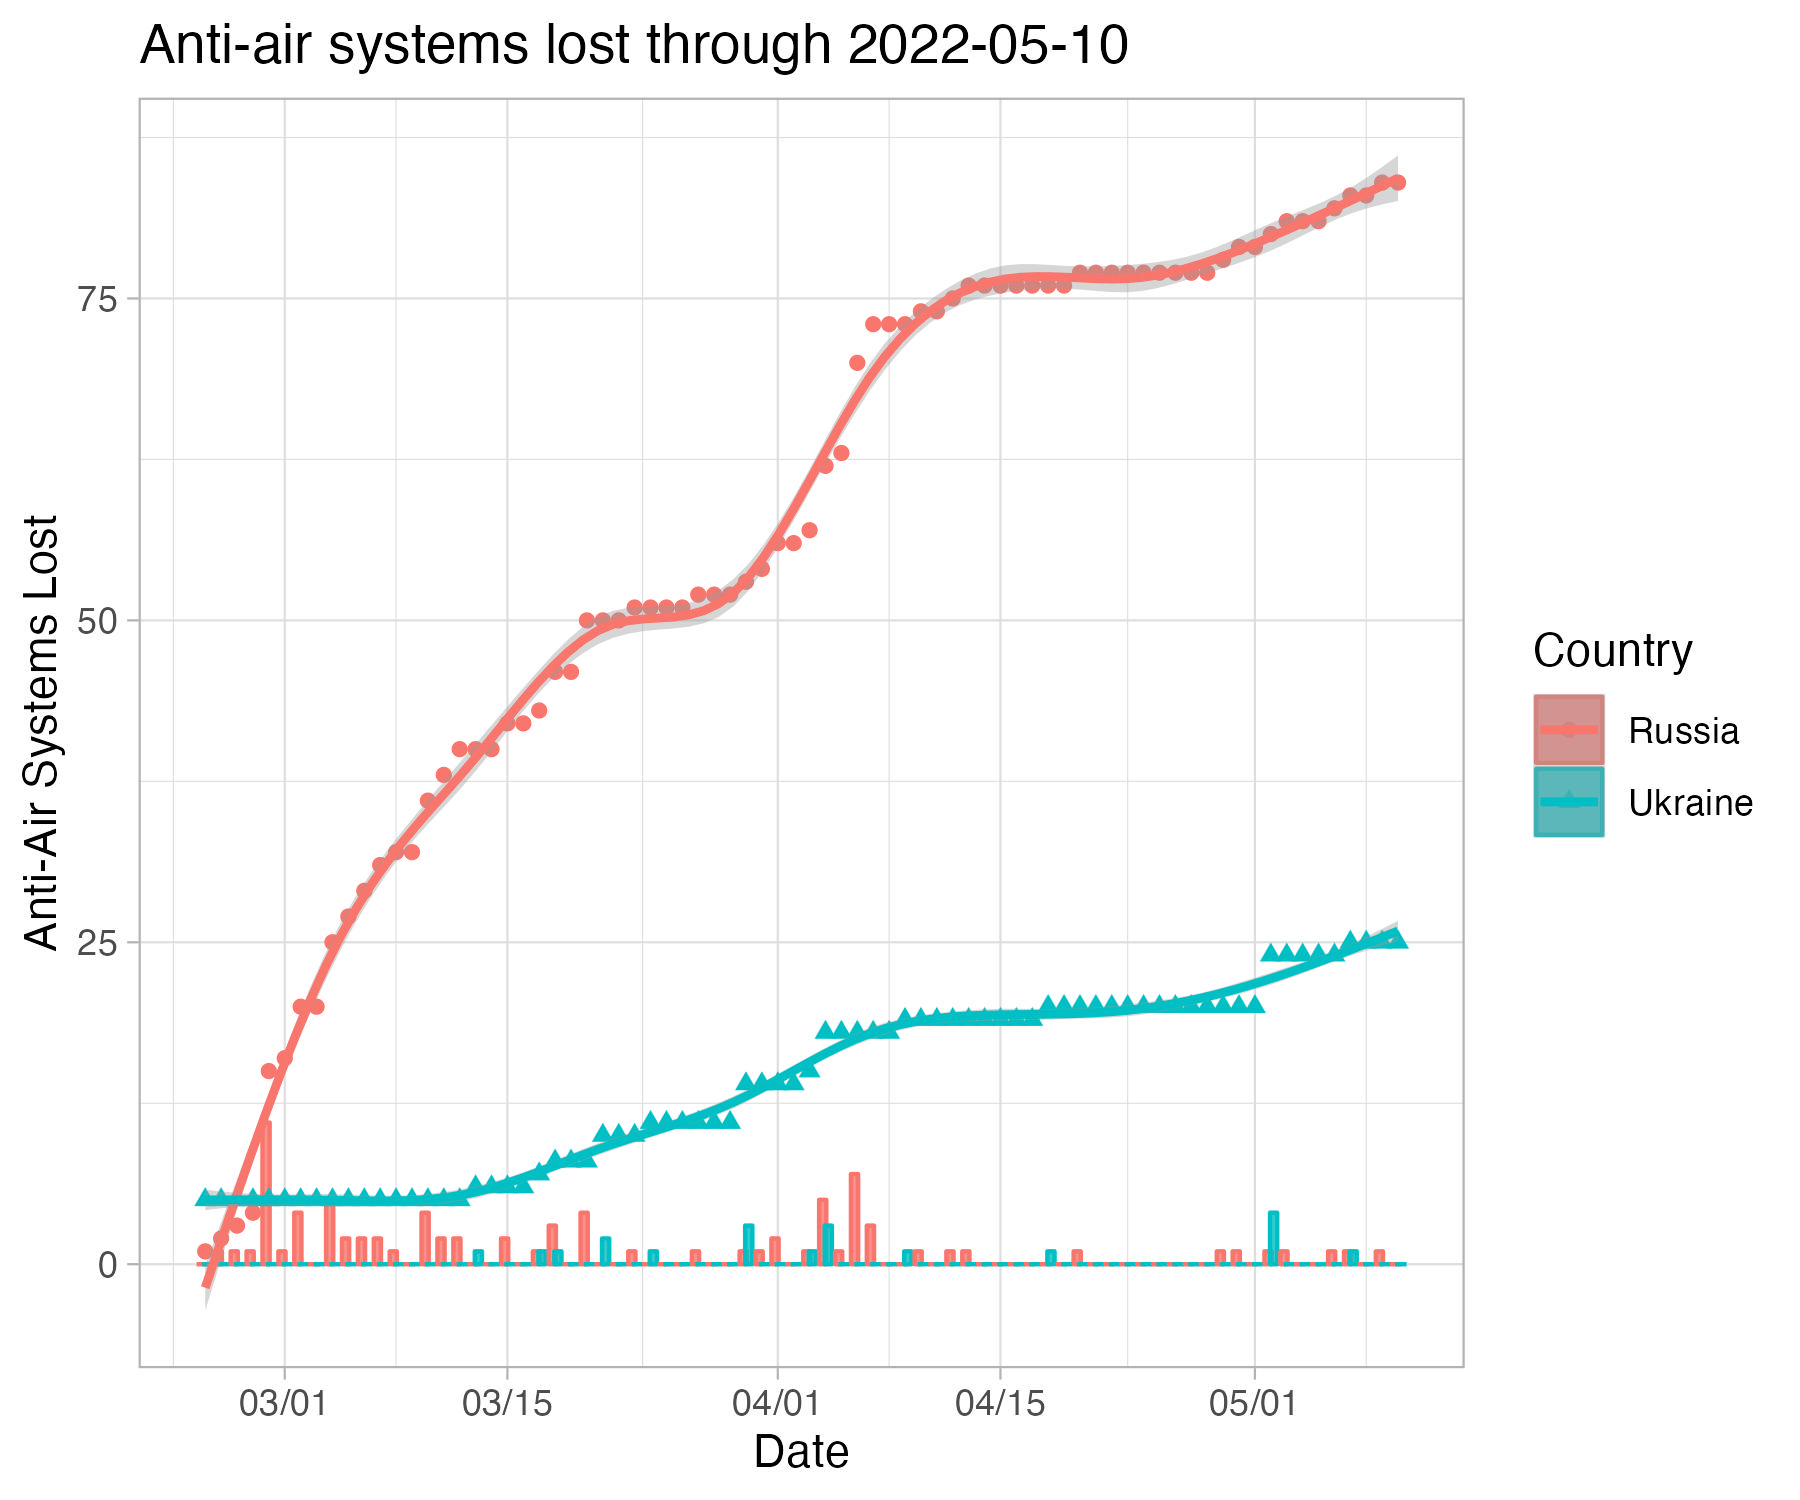 Anti-air systems lost through 2022-05-10
Anti-Air Systems Lost
75
50
25
0
03/01 03/15 04/01 04/15 05/01
Date
Country
Russia
Ukraine